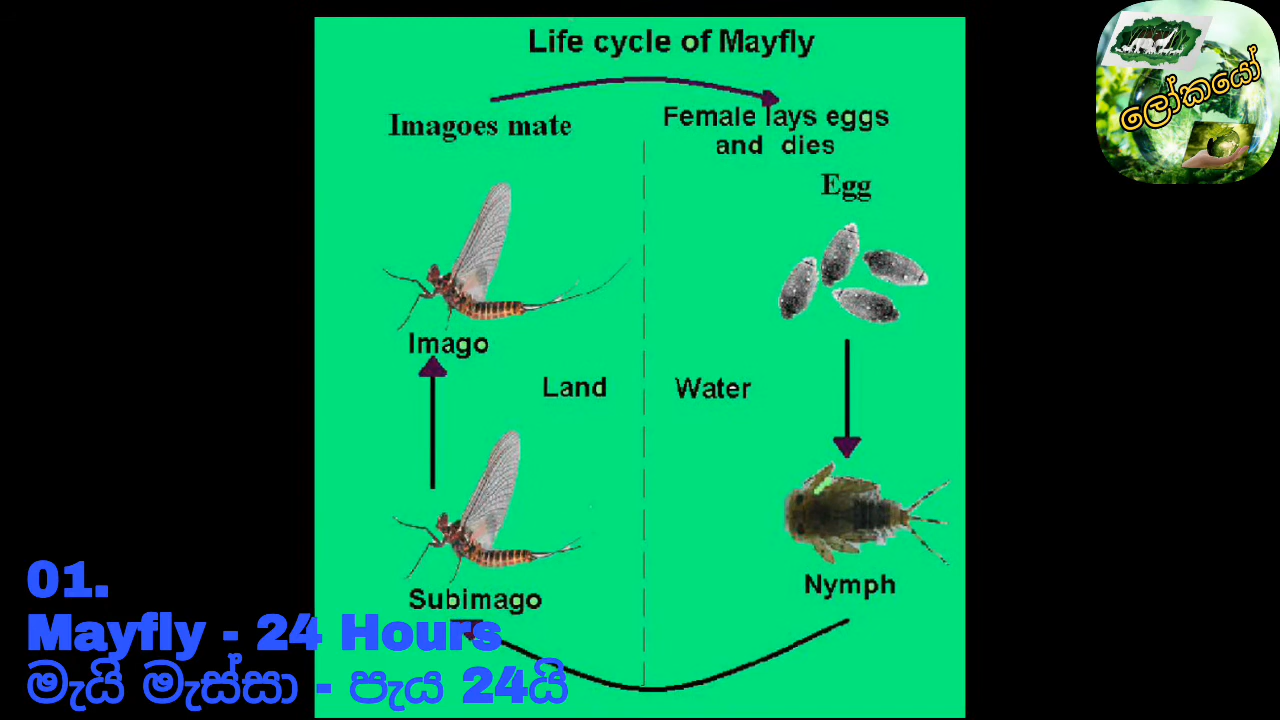 Life cycle of Mayfly
Imagoes mate
Female lays eggs
and dies
Egg
Imago
Land
Water
Subimago
Nymph
ලෝකයෝ
01.
Mayfly - 24 Hours
මැයි මැස්සා - පැය 24යි